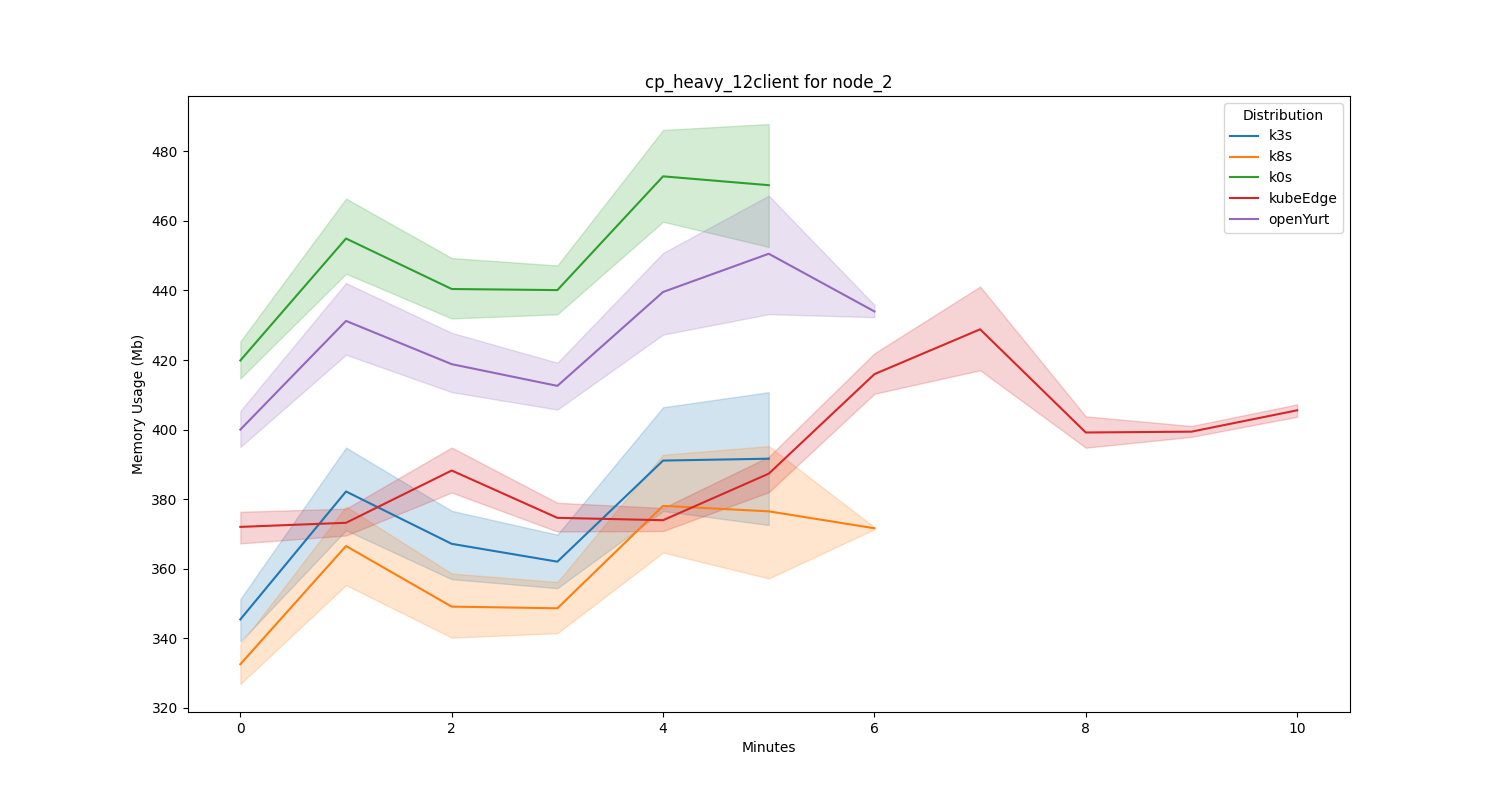 cp_heavy_12client for node_2
Distribution
k3s
k8s
k0s
kubeEdge
openYurt
Memory Usage (Mb)
480
460
440
420
400
380
360
340
320
0 2 4 6 8 10
Minutes